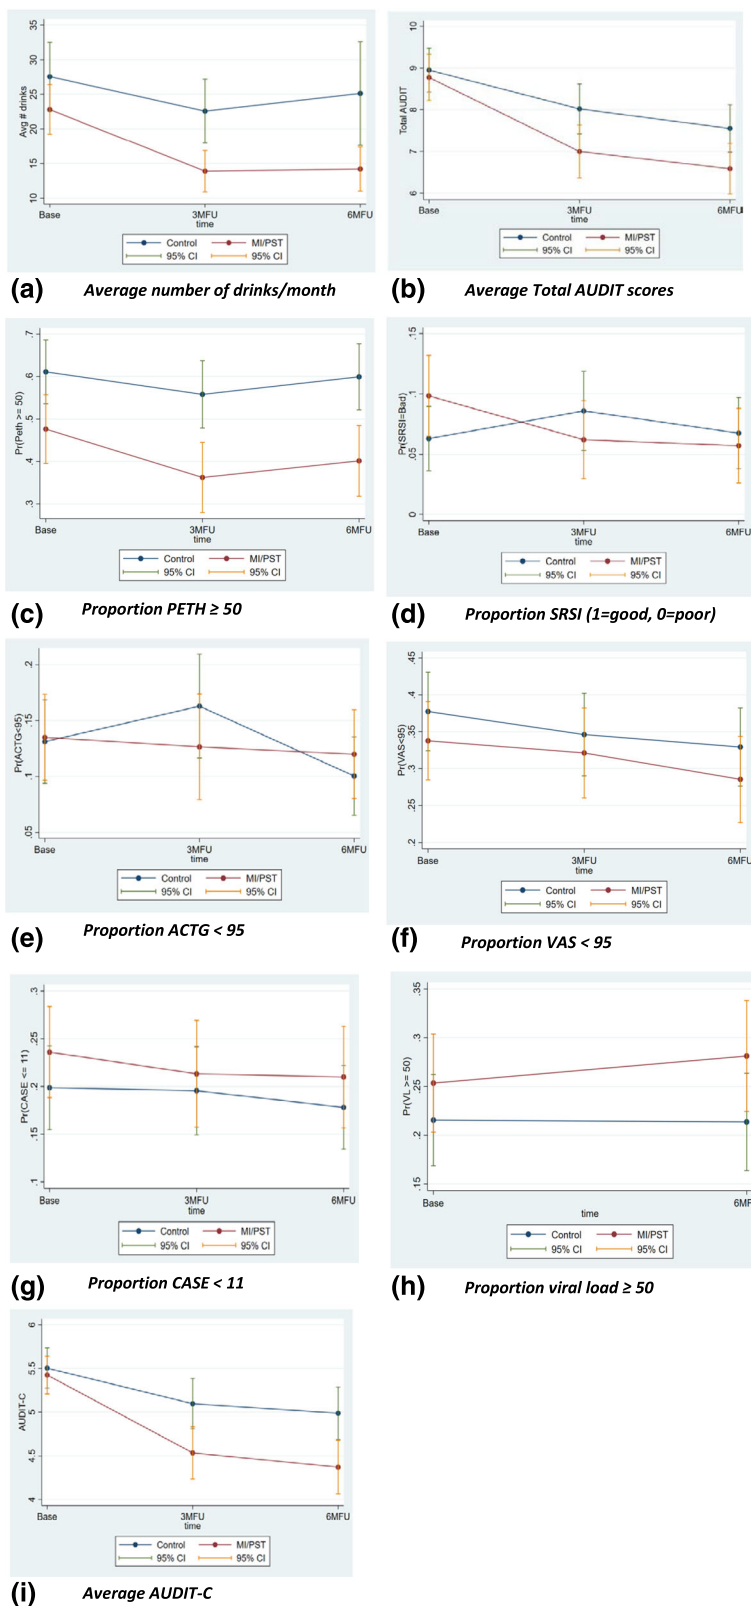 35
30
25
20
15
10
Avg # drinks
Base 3MFU 6MFU
time
Control MI/PST
95% CI 95% CI
(a) Average number of drinks/month
10
9
8
7
6
Total AUDIT
Base 3MFU 6MFU
time
Control MI/PST
95% CI 95% CI
(b) Average Total AUDIT scores
.7
.6
.5
.4
.3
Pr(Peth >= 50)
Base 3MFU 6MFU
time
Control MI/PST
95% CI 95% CI
(c) Proportion PETH ≥ 50
.15
.1
.05
0
Pr(SRSI=Bad)
Base 3MFU 6MFU
time
Control MI/PST
95% CI 95% CI
(d) Proportion SRSI (1=good, 0=poor)
.2
.15
.1
.05
Pr(ACTG<95)
Base 3MFU 6MFU
time
Control MI/PST
95% CI 95% CI
(e) Proportion ACTG < 95
.45
.4
.35
.3
.25
.2
Pr(VAS<95)
Base 3MFU 6MFU
time
Control MI/PST
95% CI 95% CI
(f) Proportion VAS < 95
.3
.25
.2
.15
.1
Pr(CASE <= 11)
Base 3MFU 6MFU
time
Control MI/PST
95% CI 95% CI
(g) Proportion CASE < 11
.35
.3
.25
.2
.15
Pr(VL >= 50)
Base 6MF
time
Control MI/PST
95% CI 95% CI
(h) Proportion viral load ≥ 50
6
5.5
5
4.5
4
AUDIT-C
Base 3MFU 6MFU
time
Control MI/PST
95% CI 95% CI
(i) Average AUDIT-C